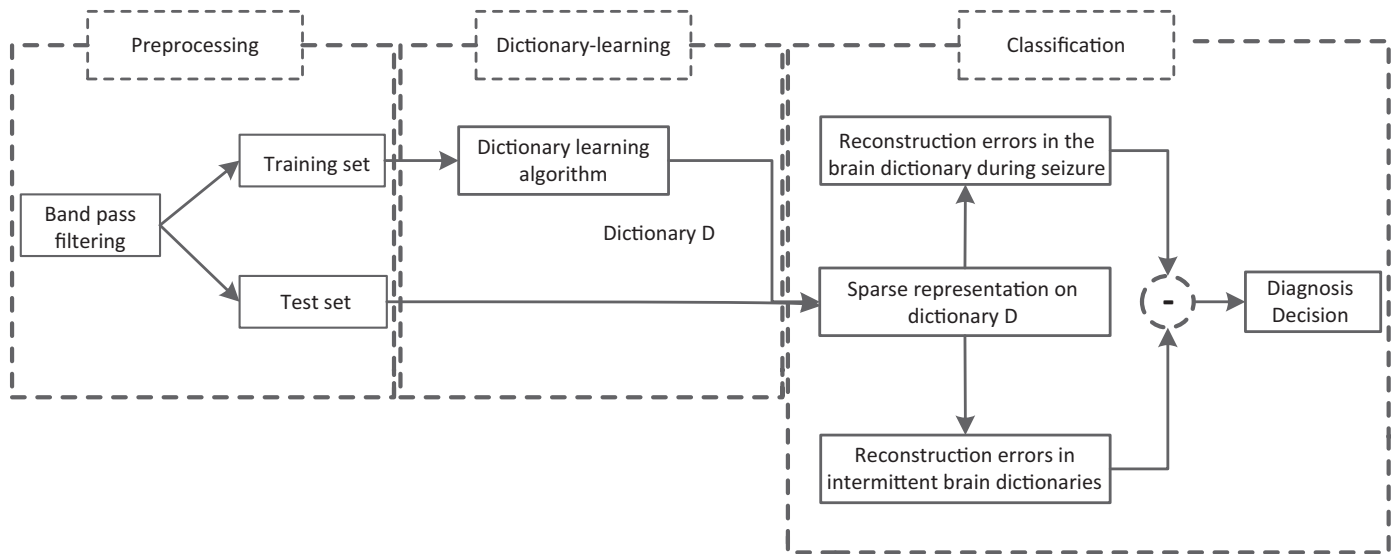 Preprocessing
Dictionary-learning
Classification
Band pass
filtering
Training set
Test set
Dictionary learning
algorithm
Dictionary D
Reconstruction errors in the
brain dictionary during seizure
Sparse representation on
dictionary D
Reconstruction errors in
intermittent brain dictionaries
-
Diagnosis
Decision